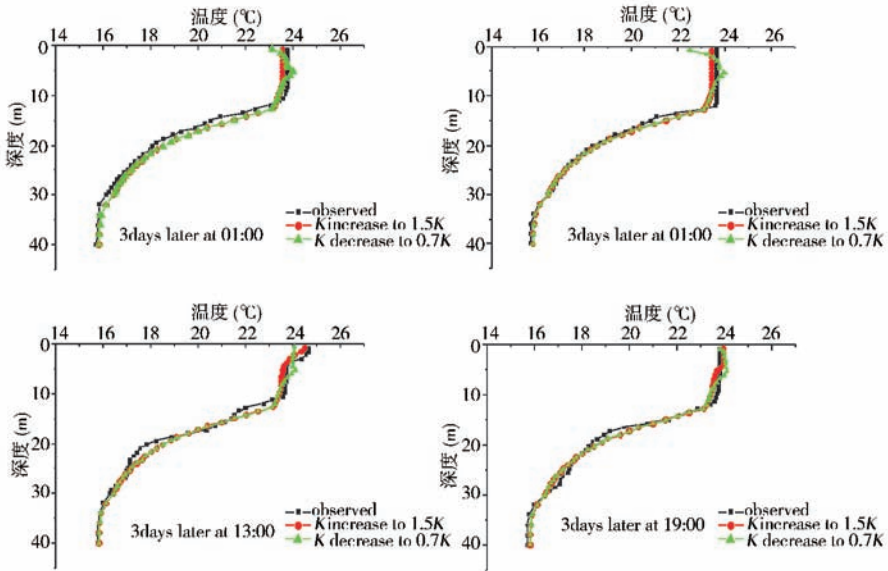 温度 (℃)
14 16 18 20 22 24 26
0
10
20
30
40
深度 (m)
observed
K increase to 1.5K
K decrease to 0.7K
3days later at 01:00
温度 (℃)
14 16 18 20 22 24 26
0
10
20
30
40
深度 (m)
observed
K increase to 1.5K
K decrease to 0.7K
3days later at 01:00
温度 (℃)
14 16 18 20 22 24 26
0
10
20
30
40
深度 (m)
observed
K increase to 1.5K
K decrease to 0.7K
3days later at 13:00
温度 (℃)
14 16 18 20 22 24 26
0
10
20
30
40
深度 (m)
observed
K increase to 1.5K
K decrease to 0.7K
3days later at 19:00